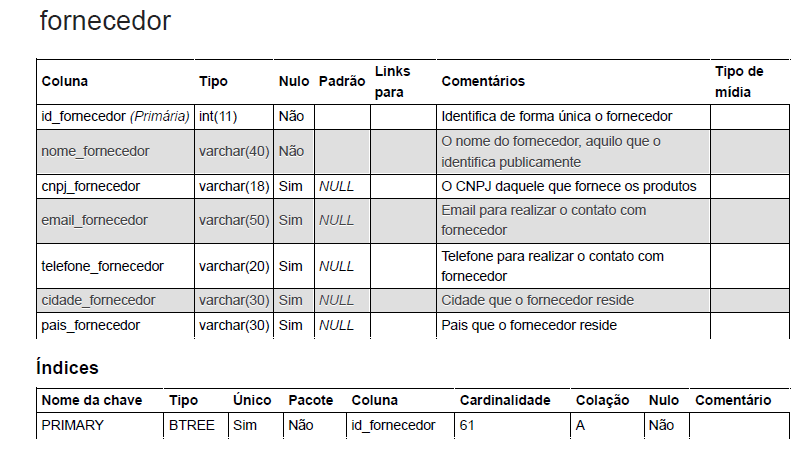 fornecedor
Coluna Tipo Nulo Padrão Links para Comentários Tipo de mídia
id_fornecedor (Primária) int(11) Não Identifica de forma única o fornecedor
nome_fornecedor varchar(40) Não O nome do fornecedor, aquilo que o identifica publicamente
cnpj_fornecedor varchar(18) Sim NULL O CNPJ daquele que fornece os produtos
email_fornecedor varchar(50) Sim NULL Email para realizar o contato com fornecedor
telefone_fornecedor varchar(20) Sim NULL Telefone para realizar o contato com fornecedor
cidade_fornecedor varchar(30) Sim NULL Cidade que o fornecedor reside
pais_fornecedor varchar(30) Sim NULL Pais que o fornecedor reside
Índices
Nome da chave Tipo Único Pacote Coluna Cardinalidade Colação Nulo Comentário
PRIMARY BTREE Sim Não id_fornecedor 61 A Não